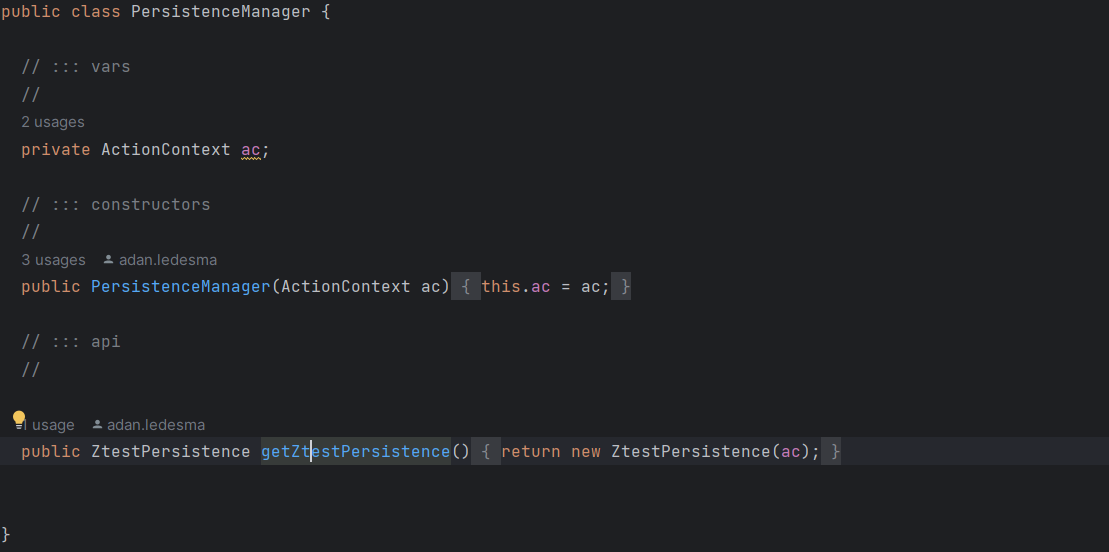 public class PersistenceManager {
// ::: vars
//
2 usages
private ActionContext ac;
// ::: constructors
//
3 usages adan.ledesma
public PersistenceManager(ActionContext ac) { this.ac = ac; }
// ::: api
//
usage adan.ledesma
public ZtestPersistence getZtestPersistence() { return new ZtestPersistence(ac); }
}